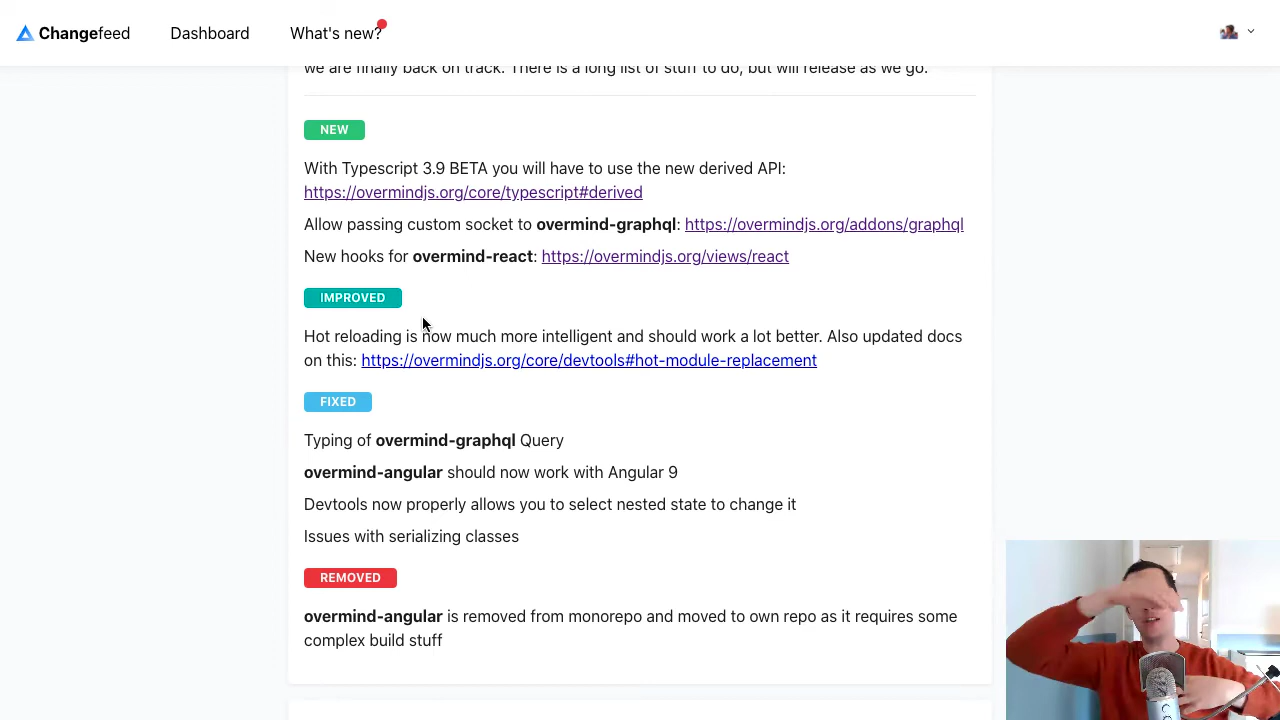 Changefeed Dashboard What's new?
we are finally back on track. There is a long list of stuff to do, but will release as we go.
NEW
With Typescript 3.9 BETA you will have to use the new derived API:
https://overmindjs.org/core/typescript#derived
Allow passing custom socket to overmind-graphql: https://overmindjs.org/addons/graphql
New hooks for overmind-react: https://overmindjs.org/views/react
IMPROVED
Hot reloading is now much more intelligent and should work a lot better. Also updated docs
on this: https://overmindjs.org/core/devtools#hot-module-replacement
FIXED
Typing of overmind-graphql Query
overmind-angular should now work with Angular 9
Devtools now properly allows you to select nested state to change it
Issues with serializing classes
REMOVED
overmind-angular is removed from monorepo and moved to own repo as it requires some
complex build stuff